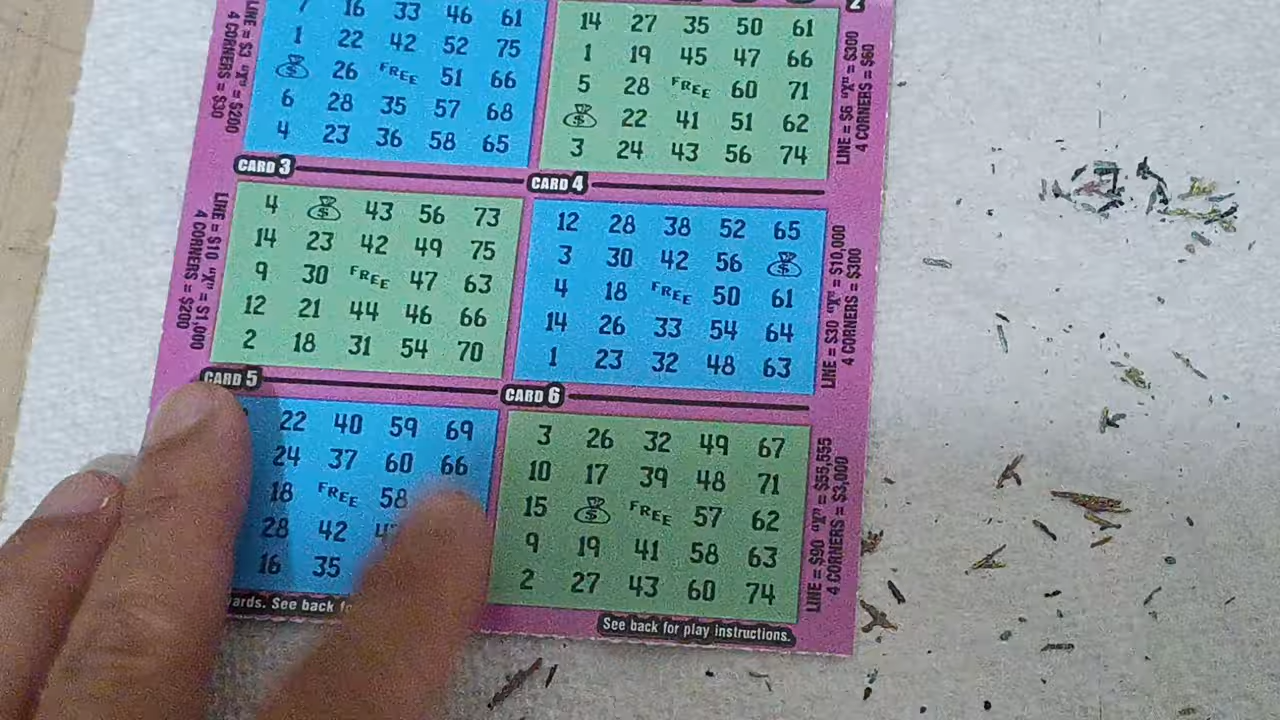 2
7 16 33 46 61
1 22 42 52 75
$ 26 FREE 51 66
6 28 35 57 68
4 23 36 58 65
LINE = $3 "X" = $200
4 CORNERS = $30
14 27 35 50 61
1 19 45 47 66
5 28 FREE 60 71
$ 22 41 51 62
3 24 43 56 74
LINE = $6 "X" = $300
4 CORNERS = $60
CARD 3
4 $ 43 56 73
14 23 42 49 75
9 30 FREE 47 63
12 21 44 46 66
2 18 31 54 70
LINE = $10 "X" = $1,000
4 CORNERS = $200
CARD 4
12 28 38 52 65
3 30 42 56 $
4 18 FREE 50 61
14 26 33 54 64
1 23 32 48 63
LINE = $30 "X" = $10,000
4 CORNERS = $300
CARD 5
22 40 59 69
24 37 60 66
18 FREE 58
28 42
16 35
ards. See back
CARD 6
3 26 32 49 67
10 17 39 48 71
15 $ FREE 57 62
9 19 41 58 63
2 27 43 60 74
LINE = $90 "X" = $55,555
4 CORNERS = $3,000
See back for play instructions.